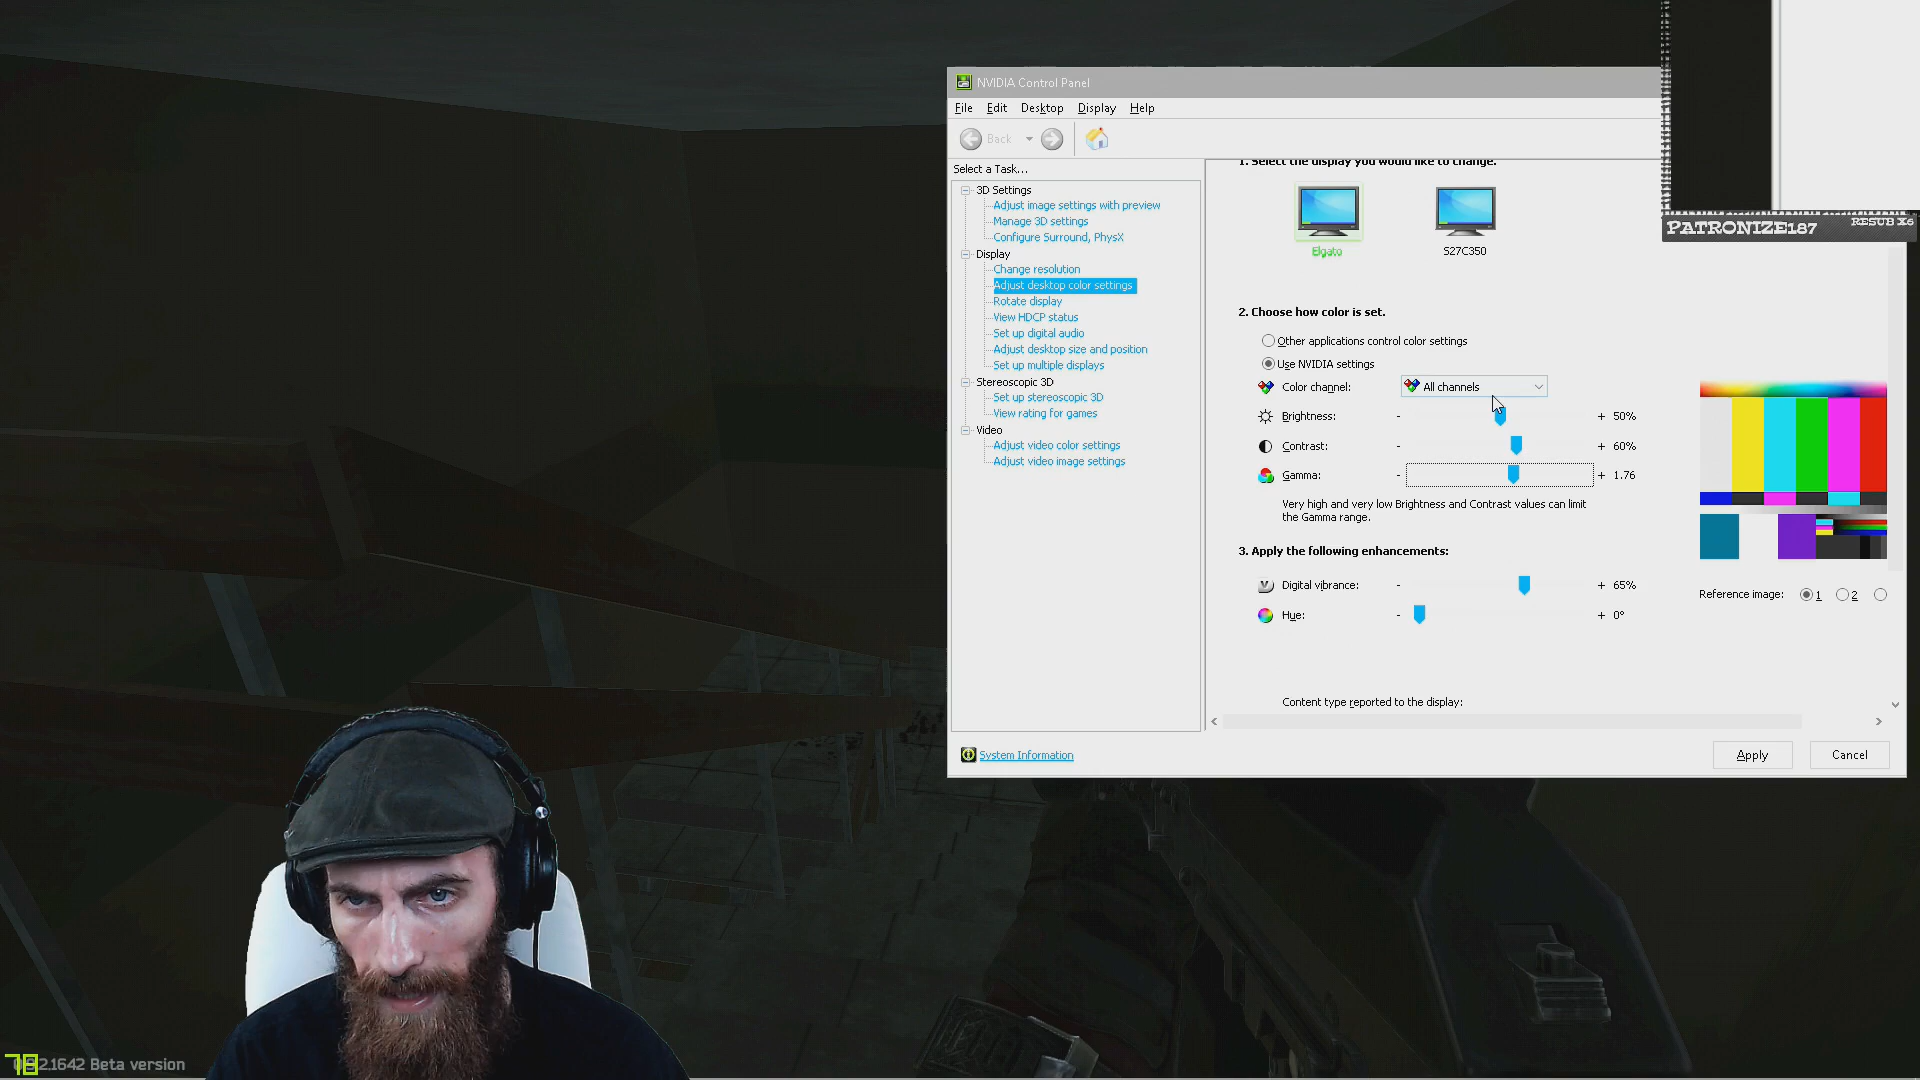 NVIDIA Control Panel
File Edit Desktop Display Help
Back
Select a Task...
3D Settings
Adjust image settings with preview
Manage 3D settings
Configure Surround, PhysX
Display
Change resolution
Adjust desktop color settings
Rotate display
View HDCP status
Set up digital audio
Adjust desktop size and position
Set up multiple displays
Stereoscopic 3D
Set up stereoscopic 3D
View rating for games
Video
Adjust video color settings
Adjust video image settings
System Information
1. Select the display you would like to change.
Elgato S27C350
PATRONIZE187 RESUB X6
2. Choose how color is set.
Other applications control color settings
Use NVIDIA settings
Color channel: All channels
Brightness: - + 50%
Contrast: - + 60%
Gamma: - + 1.76
Very high and very low Brightness and Contrast values can limit
the Gamma range.
3. Apply the following enhancements:
Digital vibrance: - + 65%
Hue: - + 0°
Reference image: 1 2
Content type reported to the display:
Apply Cancel
78
2.1642 Beta version